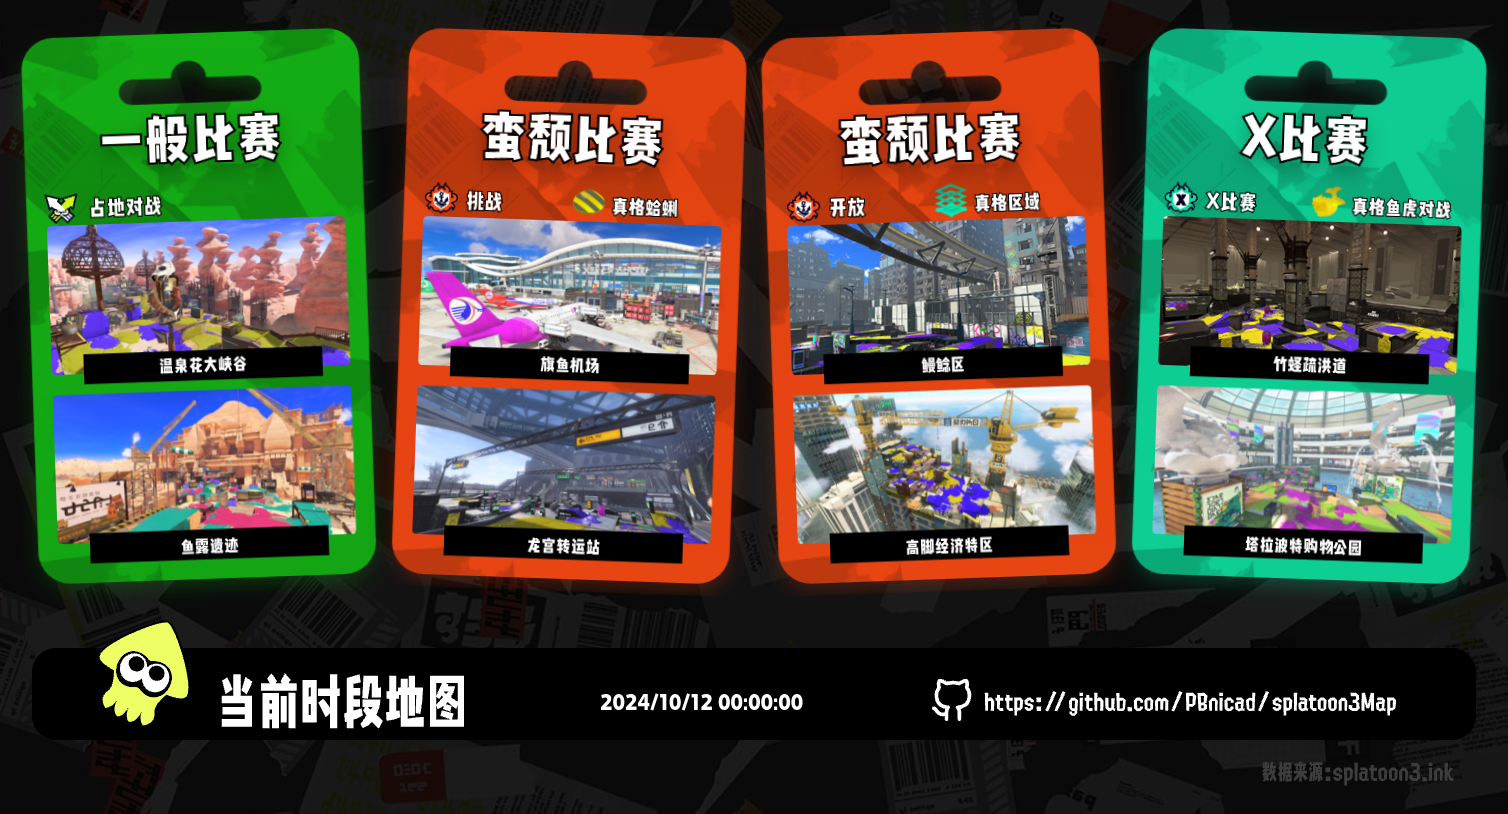 一般比赛
占地对战
温泉花大峡谷
鱼露遗迹
蛮颓比赛
挑战
真格蛤蜊
旗鱼机场
龙宫转运站
蛮颓比赛
开放
真格区域
鳗鲶区
高脚经济特区
X比赛
X比赛
真格鱼虎对战
竹蛏疏洪道
塔拉波特购物公园
当前时段地图
2024/10/12 00:00:00
https://github.com/PBnicad/splatoon3Map
数据来源:splatoon3.ink